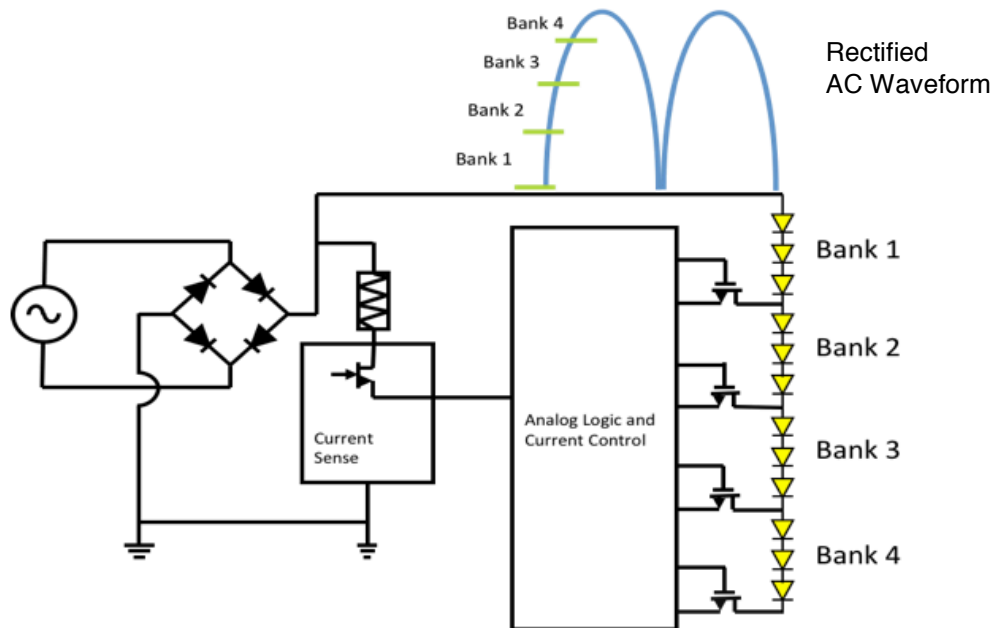 Bank 4
Bank 3
Bank 2
Bank 1
Rectified
AC Waveform
Bank 1
Bank 2
Bank 3
Bank 4
Current
Sense
Analog Logic and
Current Control